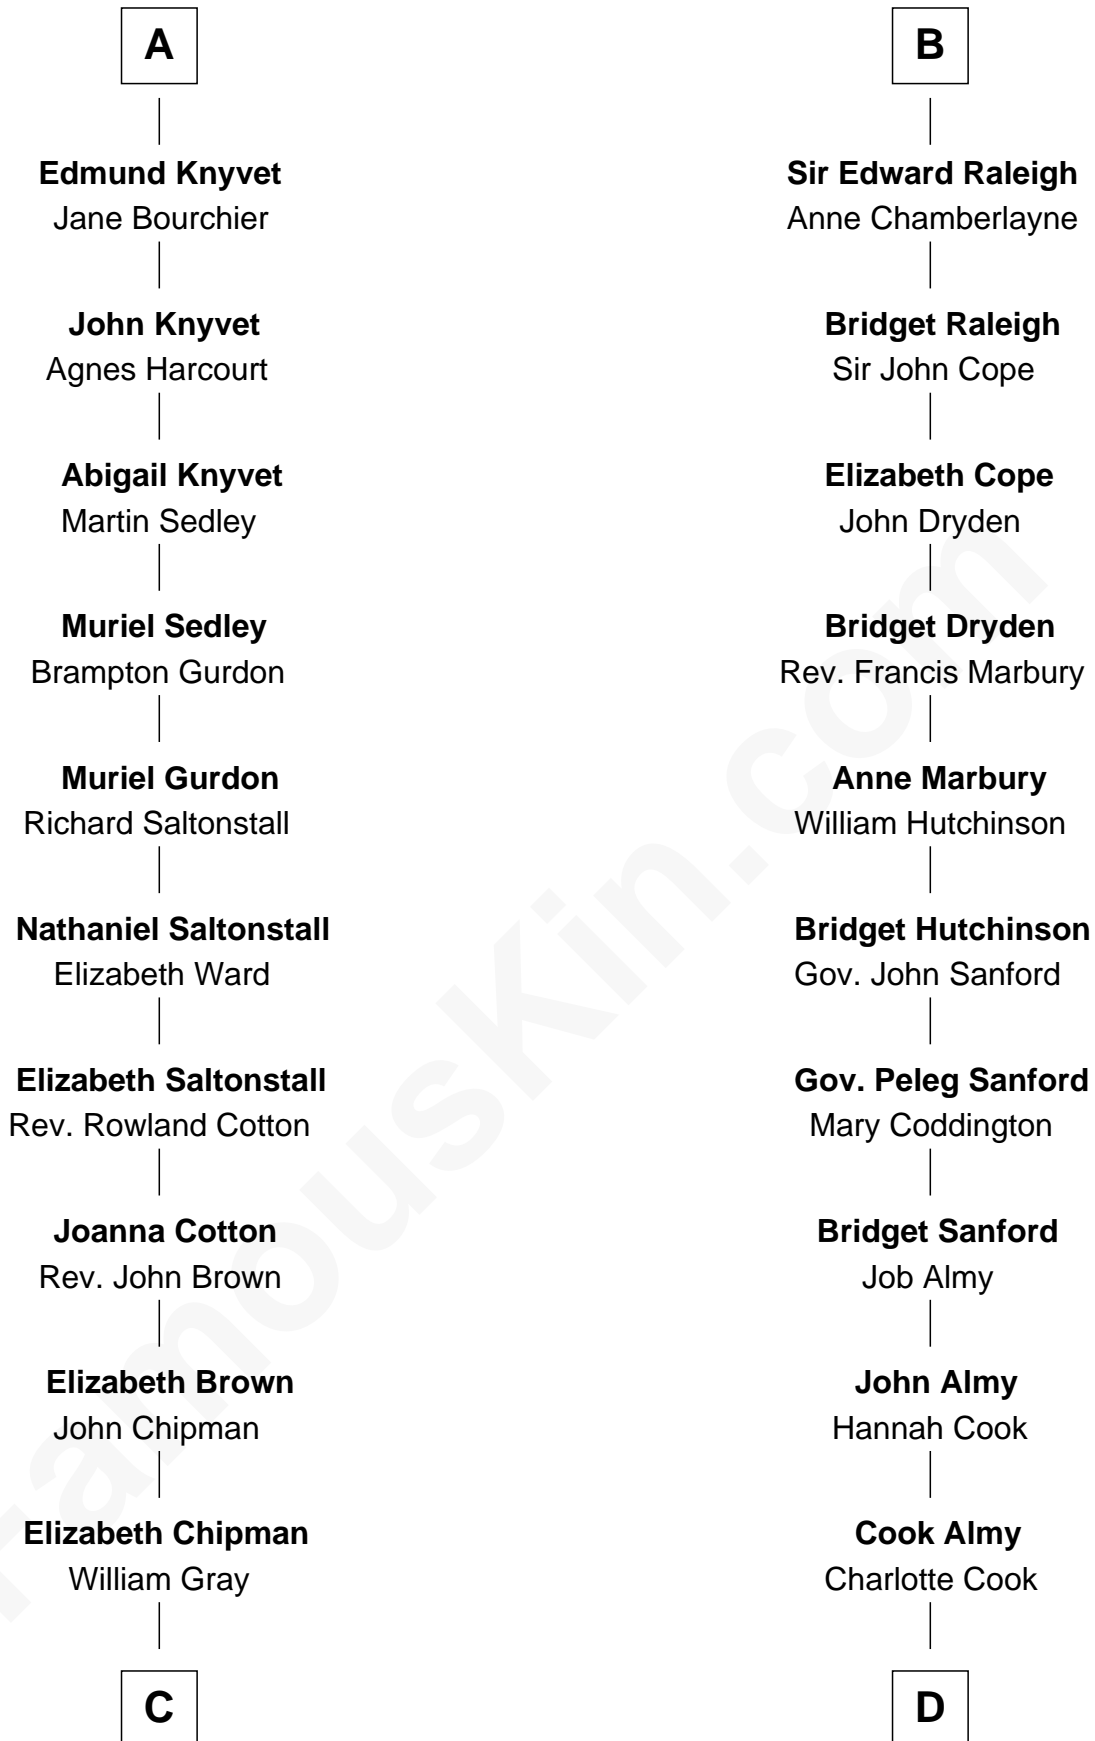 A
Edmund Knyvet
Jane Bourchier
John Knyvet
Agnes Harcourt
Abigail Knyvet
Martin Sedley
Muriel Sedley
Brampton Gurdon
Muriel Gurdon
Richard Saltonstall
Nathaniel Saltonstall
Elizabeth Ward
Elizabeth Saltonstall
Rev. Rowland Cotton
Joanna Cotton
Rev. John Brown
Elizabeth Brown
John Chipman
Elizabeth Chipman
William Gray
C
B
Sir Edward Raleigh
Anne Chamberlayne
Bridget Raleigh
Sir John Cope
Elizabeth Cope
John Dryden
Bridget Dryden
Rev. Francis Marbury
Anne Marbury
William Hutchinson
Bridget Hutchinson
Gov. John Sanford
Gov. Peleg Sanford
Mary Coddington
Bridget Sanford
Job Almy
John Almy
Hannah Cook
Cook Almy
Charlotte Cook
D
FamousKin.com